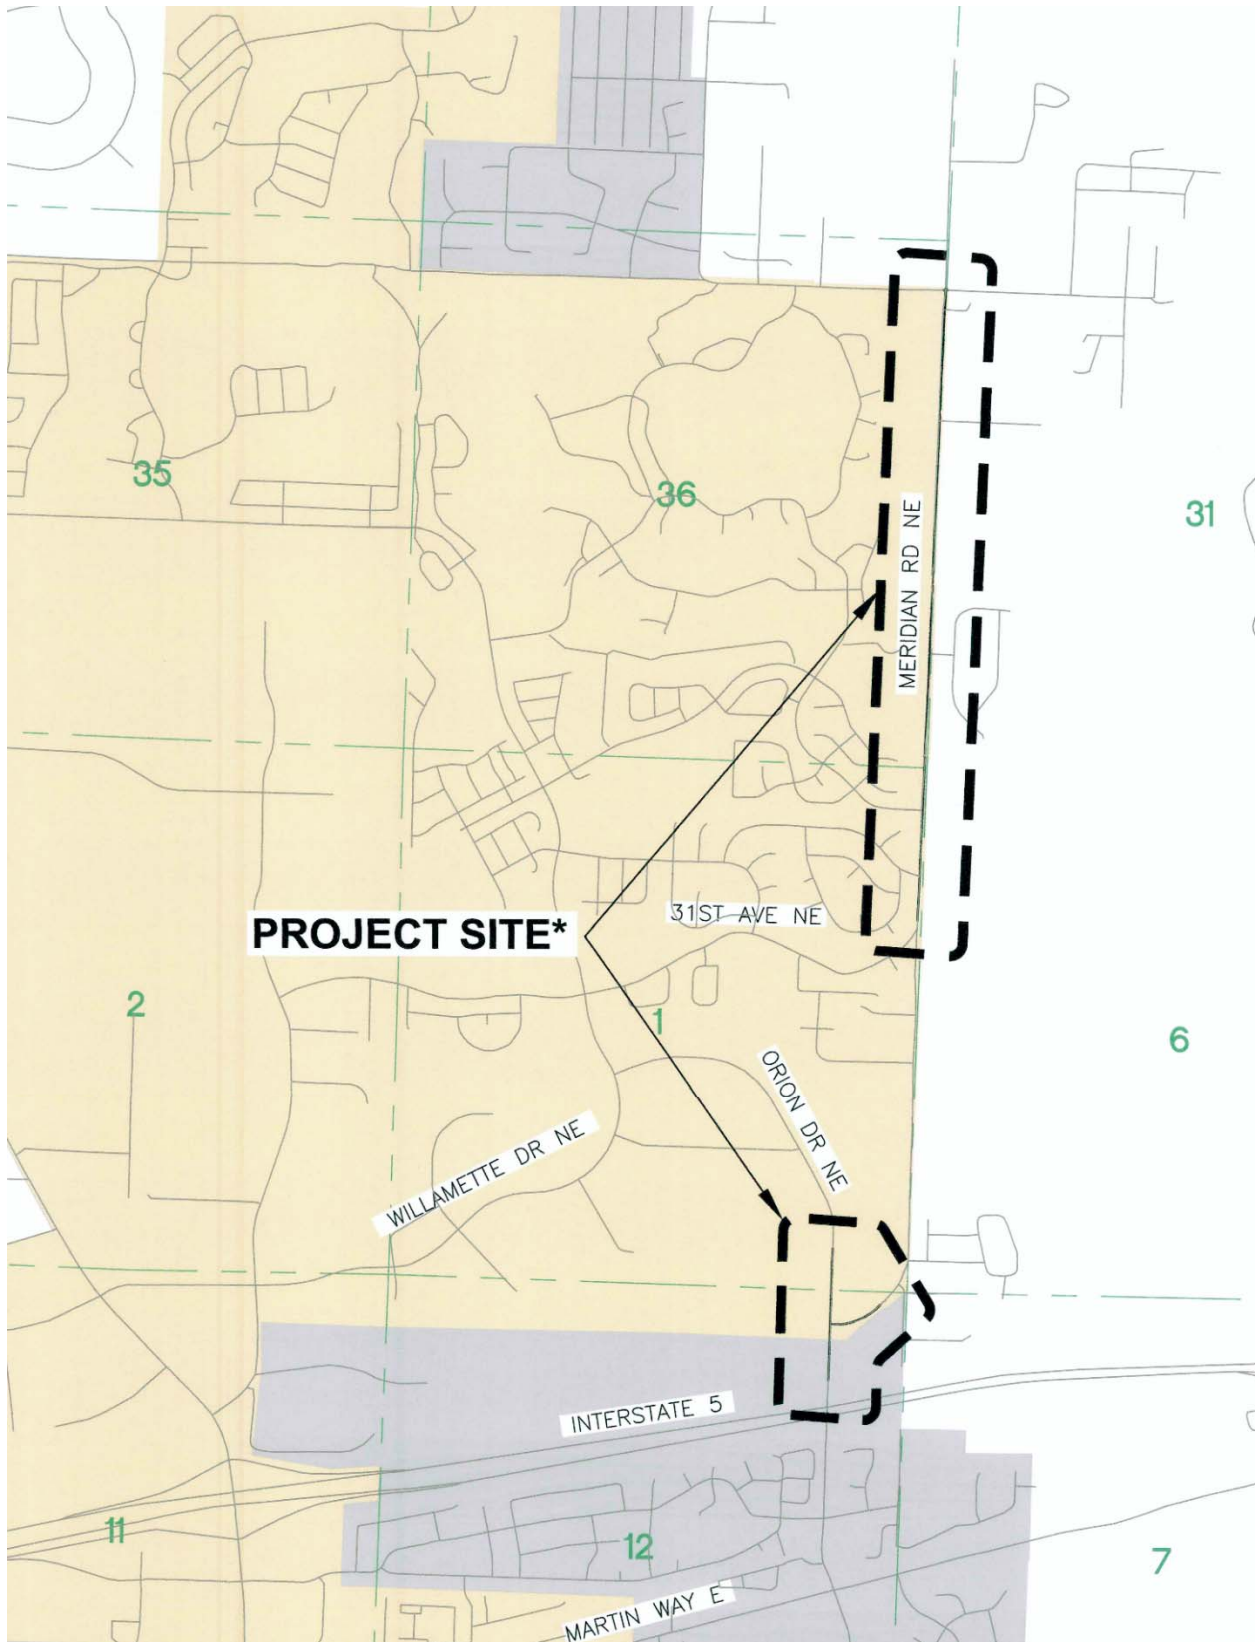 35
36
31
MERIDIAN RD NE
31ST AVE NE
PROJECT SITE*
2
1
6
ORION DR NE
WILLAMETTE DR NE
INTERSTATE 5
11
12
7
MARTIN WAY E